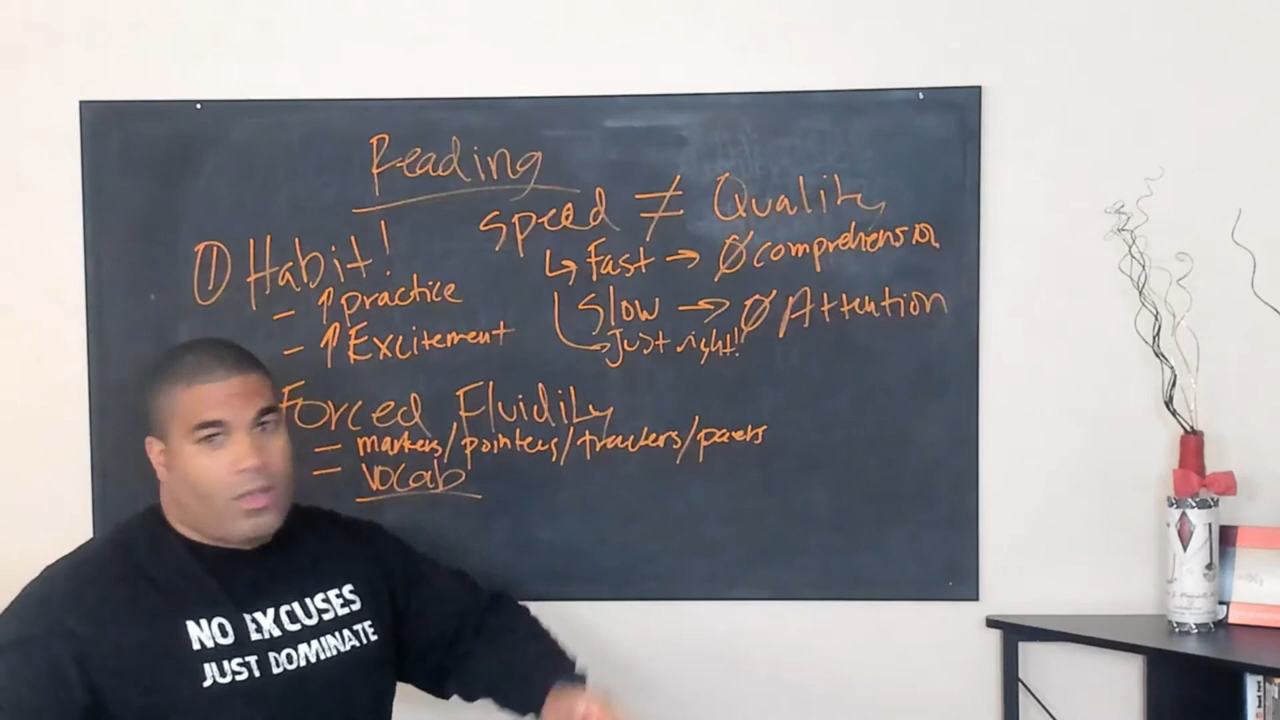 Reading
speed ≠ Quality
↳ Fast → Ø comprehension
Slow → Ø Attention
Just right!
① Habit!
- ↑ practice
- ↑ Excitement
Forced Fluidity
- markers/pointers/trackers/pacers
- vocab
NO EXCUSES
JUST DOMINATE